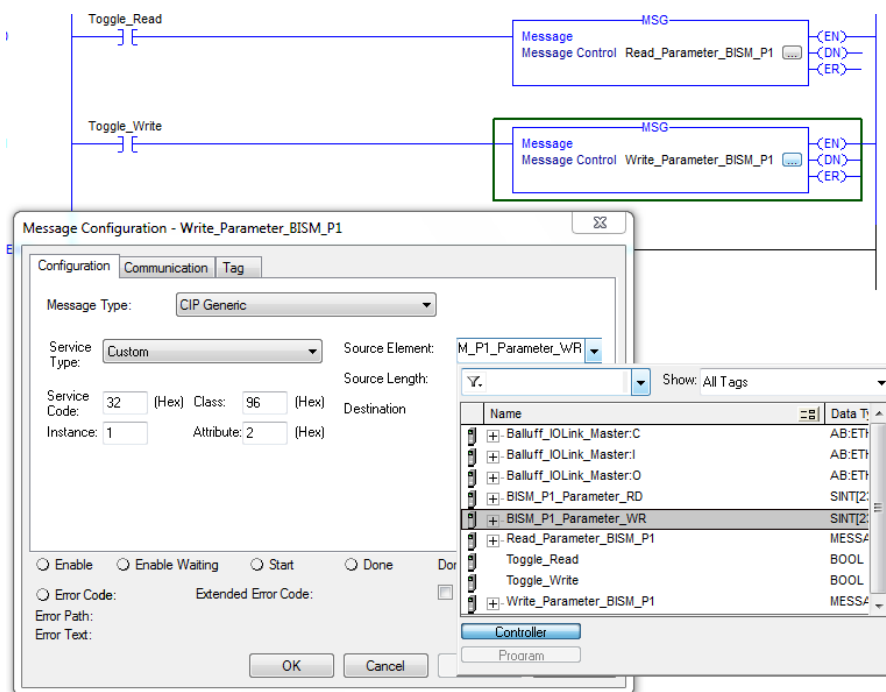 Toggle_Read
MSG
Message
Message Control Read_Parameter_BISM_P1 ...
(EN)
(DN)
(ER)
Toggle_Write
MSG
Message
Message Control Write_Parameter_BISM_P1 ...
(EN)
(DN)
(ER)
Message Configuration - Write_Parameter_BISM_P1
Configuration Communication Tag
Message Type: CIP Generic
Service Type: Custom
Source Element: M_P1_Parameter_WR
Source Length:
Service Code: 32 (Hex) Class: 96 (Hex)
Destination
Instance: 1 Attribute: 2 (Hex)
Show: All Tags
Name Data T
Balluff_IOLink_Master:C AB:ETH
Balluff_IOLink_Master:I AB:ETH
Balluff_IOLink_Master:O AB:ETH
BISM_P1_Parameter_RD SINT[2
BISM_P1_Parameter_WR SINT[2
Read_Parameter_BISM_P1 MESSA
Toggle_Read BOOL
Toggle_Write BOOL
Write_Parameter_BISM_P1 MESSA
Controller
Program
Enable Enable Waiting Start Done Don
Error Code: Extended Error Code:
Error Path:
Error Text:
OK Cancel